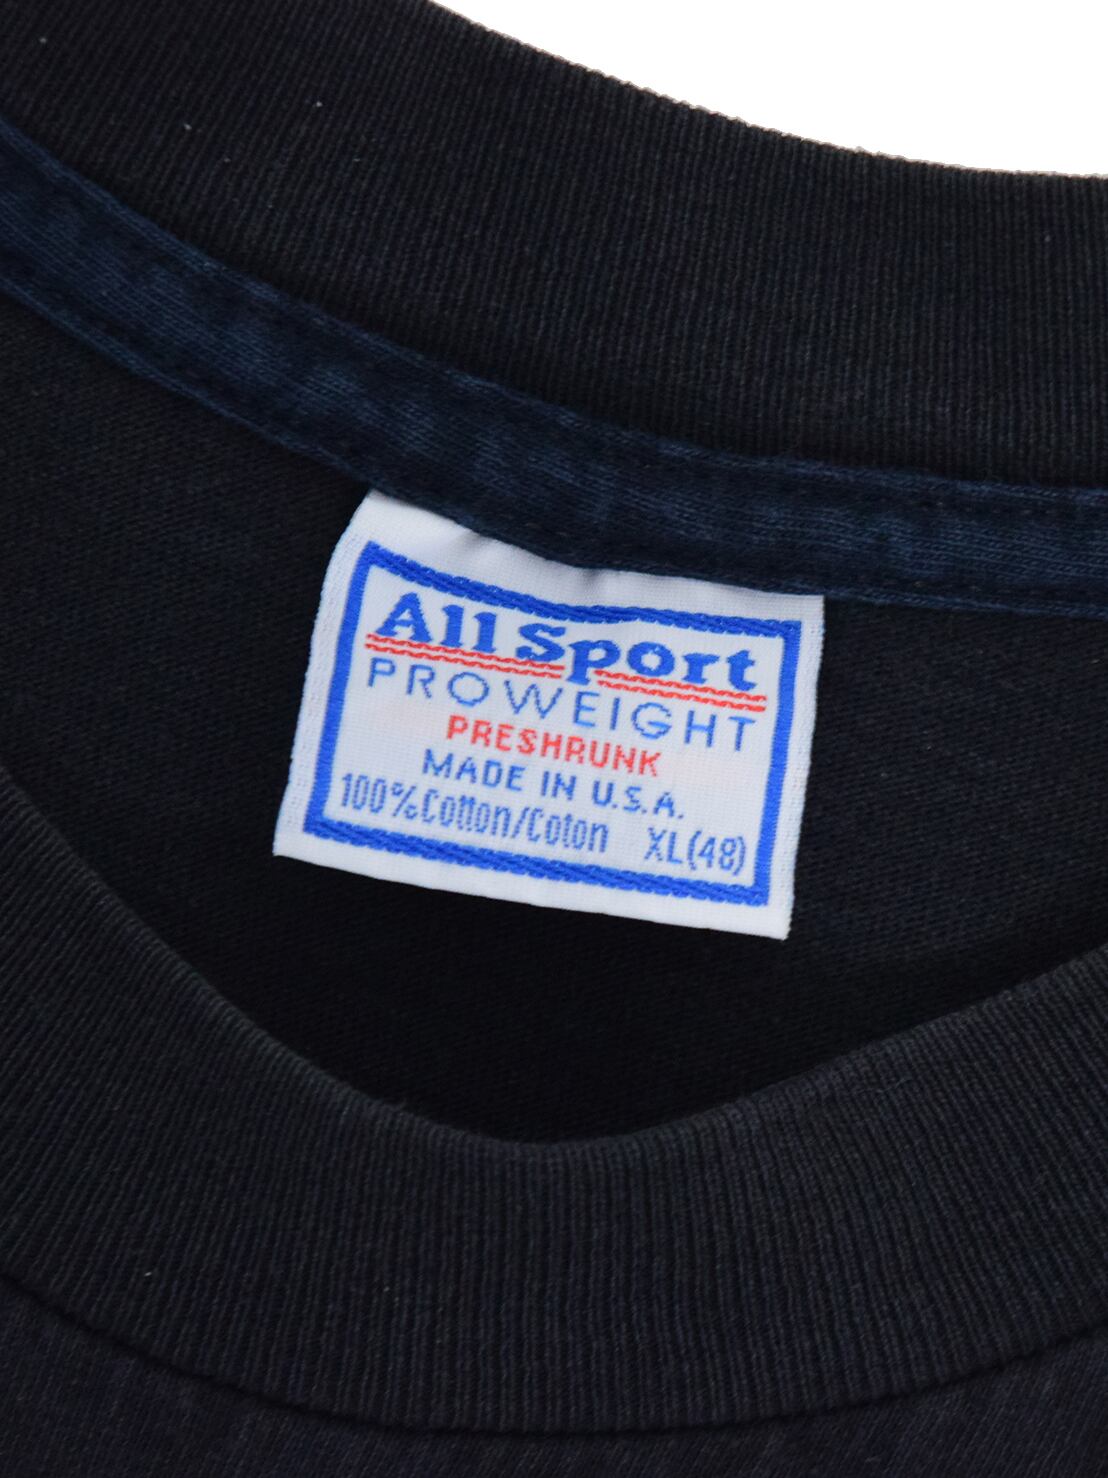 All Sport
PROWEIGHT
PRESHRUNK
MADE IN U.S.A.
100% Cotton/Coton XL(48)